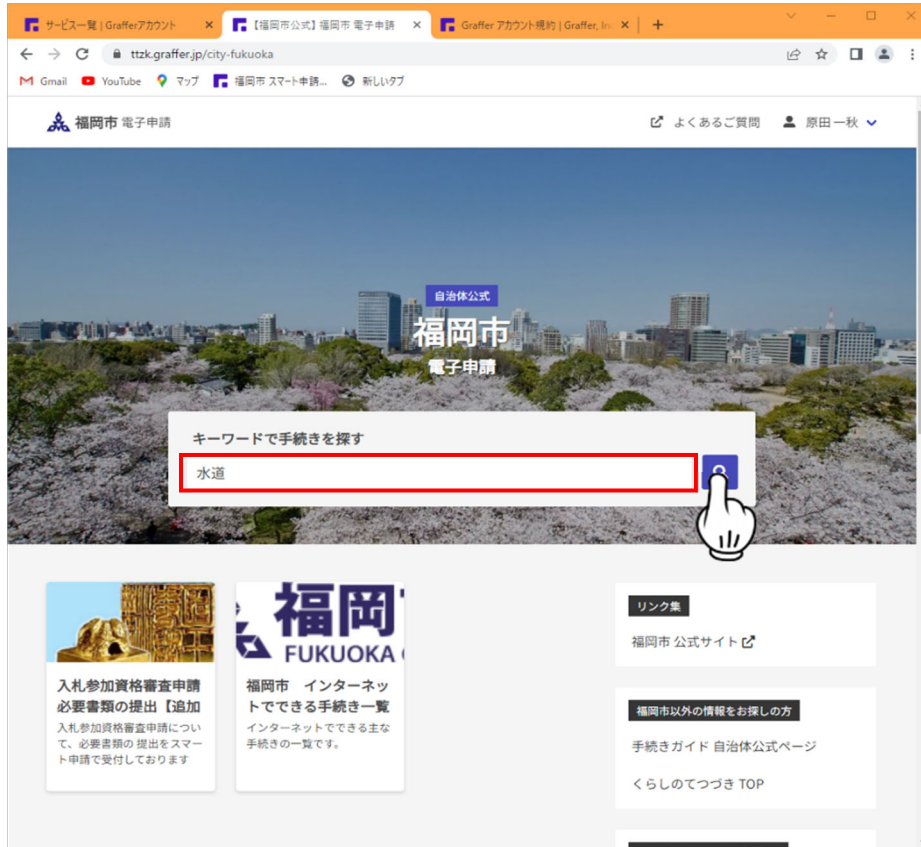 サービス一覧 | Grafferアカウント
【福岡市公式】福岡市 電子申請
Graffer アカウント規約 | Graffer, Inc.
ttzk.graffer.jp/city-fukuoka
Gmail
YouTube
マップ
福岡市 スマート申請...
新しいタブ
福岡市 電子申請
よくあるご質問
原田 一秋
自治体公式
福岡市
電子申請
キーワードで手続きを探す
水道
入札参加資格審査申請
必要書類の提出【追加
入札参加資格審査申請につい
て、必要書類の 提出をスマー
ト申請で受付しております
福岡
FUKUOKA
福岡市 インターネッ
トでできる手続き一覧
インターネットでできる主な
手続きの一覧です。
リンク集
福岡市 公式サイト
福岡市以外の情報をお探しの方
手続きガイド 自治体公式ページ
くらしのてつづき TOP